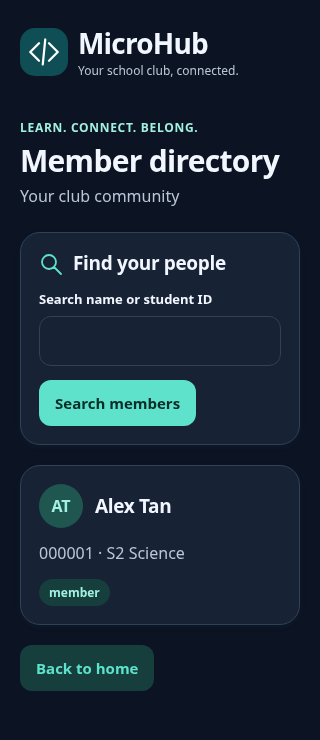 MicroHub
Your school club, connected.
LEARN. CONNECT. BELONG.
Member directory
Your club community
Find your people
Search name or student ID
Search members
AT
Alex Tan
000001 · S2 Science
member
Back to home